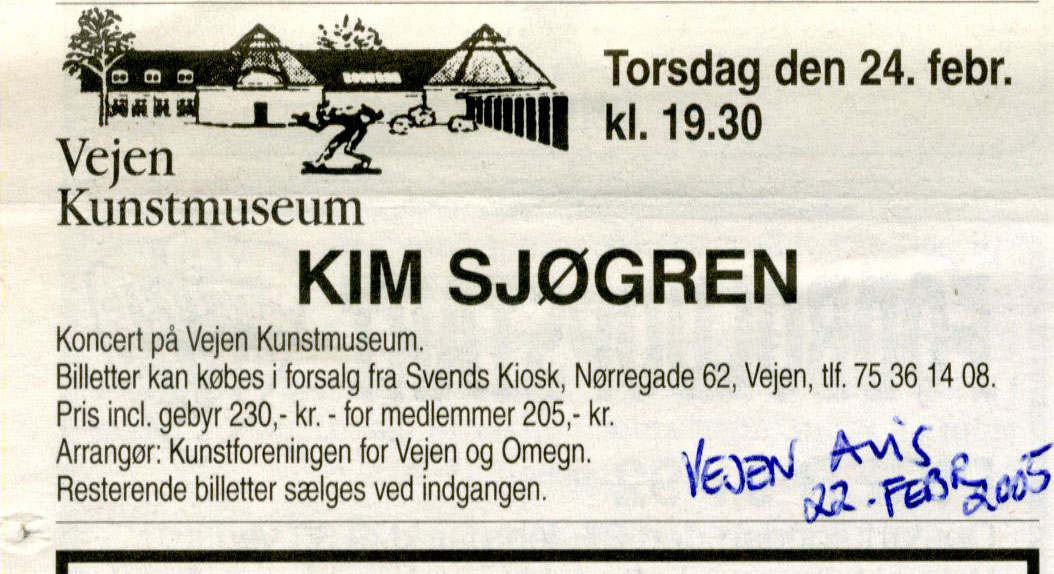 Torsdag den 24. febr.
kl. 19.30
Vejen
Kunstmuseum
KIM SJØGREN
Koncert på Vejen Kunstmuseum.
Billetter kan købes i forsalg fra Svends Kiosk, Nørregade 62, Vejen, tlf. 75 36 14 08.
Pris incl. gebyr 230,- kr. - for medlemmer 205,- kr.
Arrangør: Kunstforeningen for Vejen og Omegn.
Resterende billetter sælges ved indgangen.
VEJEN AVIS
22. FEBR 2005